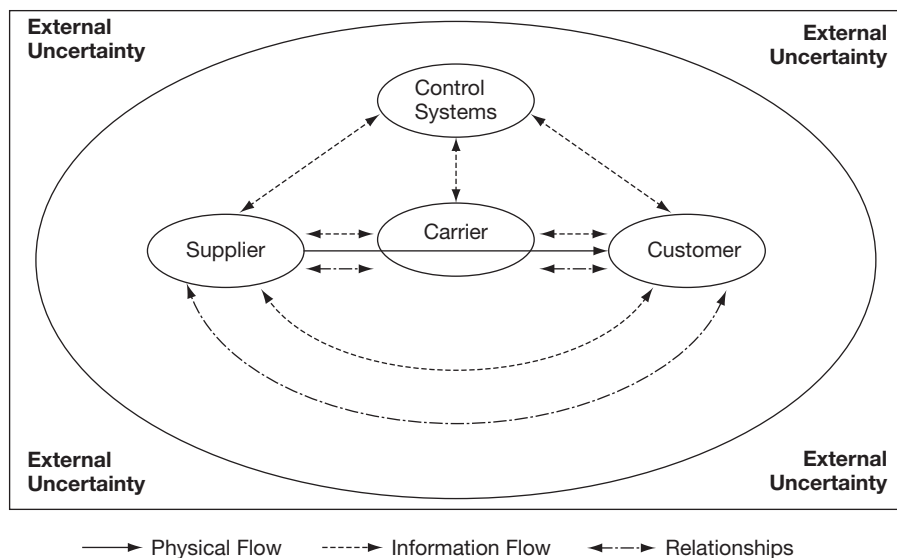 External
Uncertainty
External
Uncertainty
Control
Systems
Supplier
Carrier
Customer
External
Uncertainty
External
Uncertainty
Physical Flow
Information Flow
Relationships